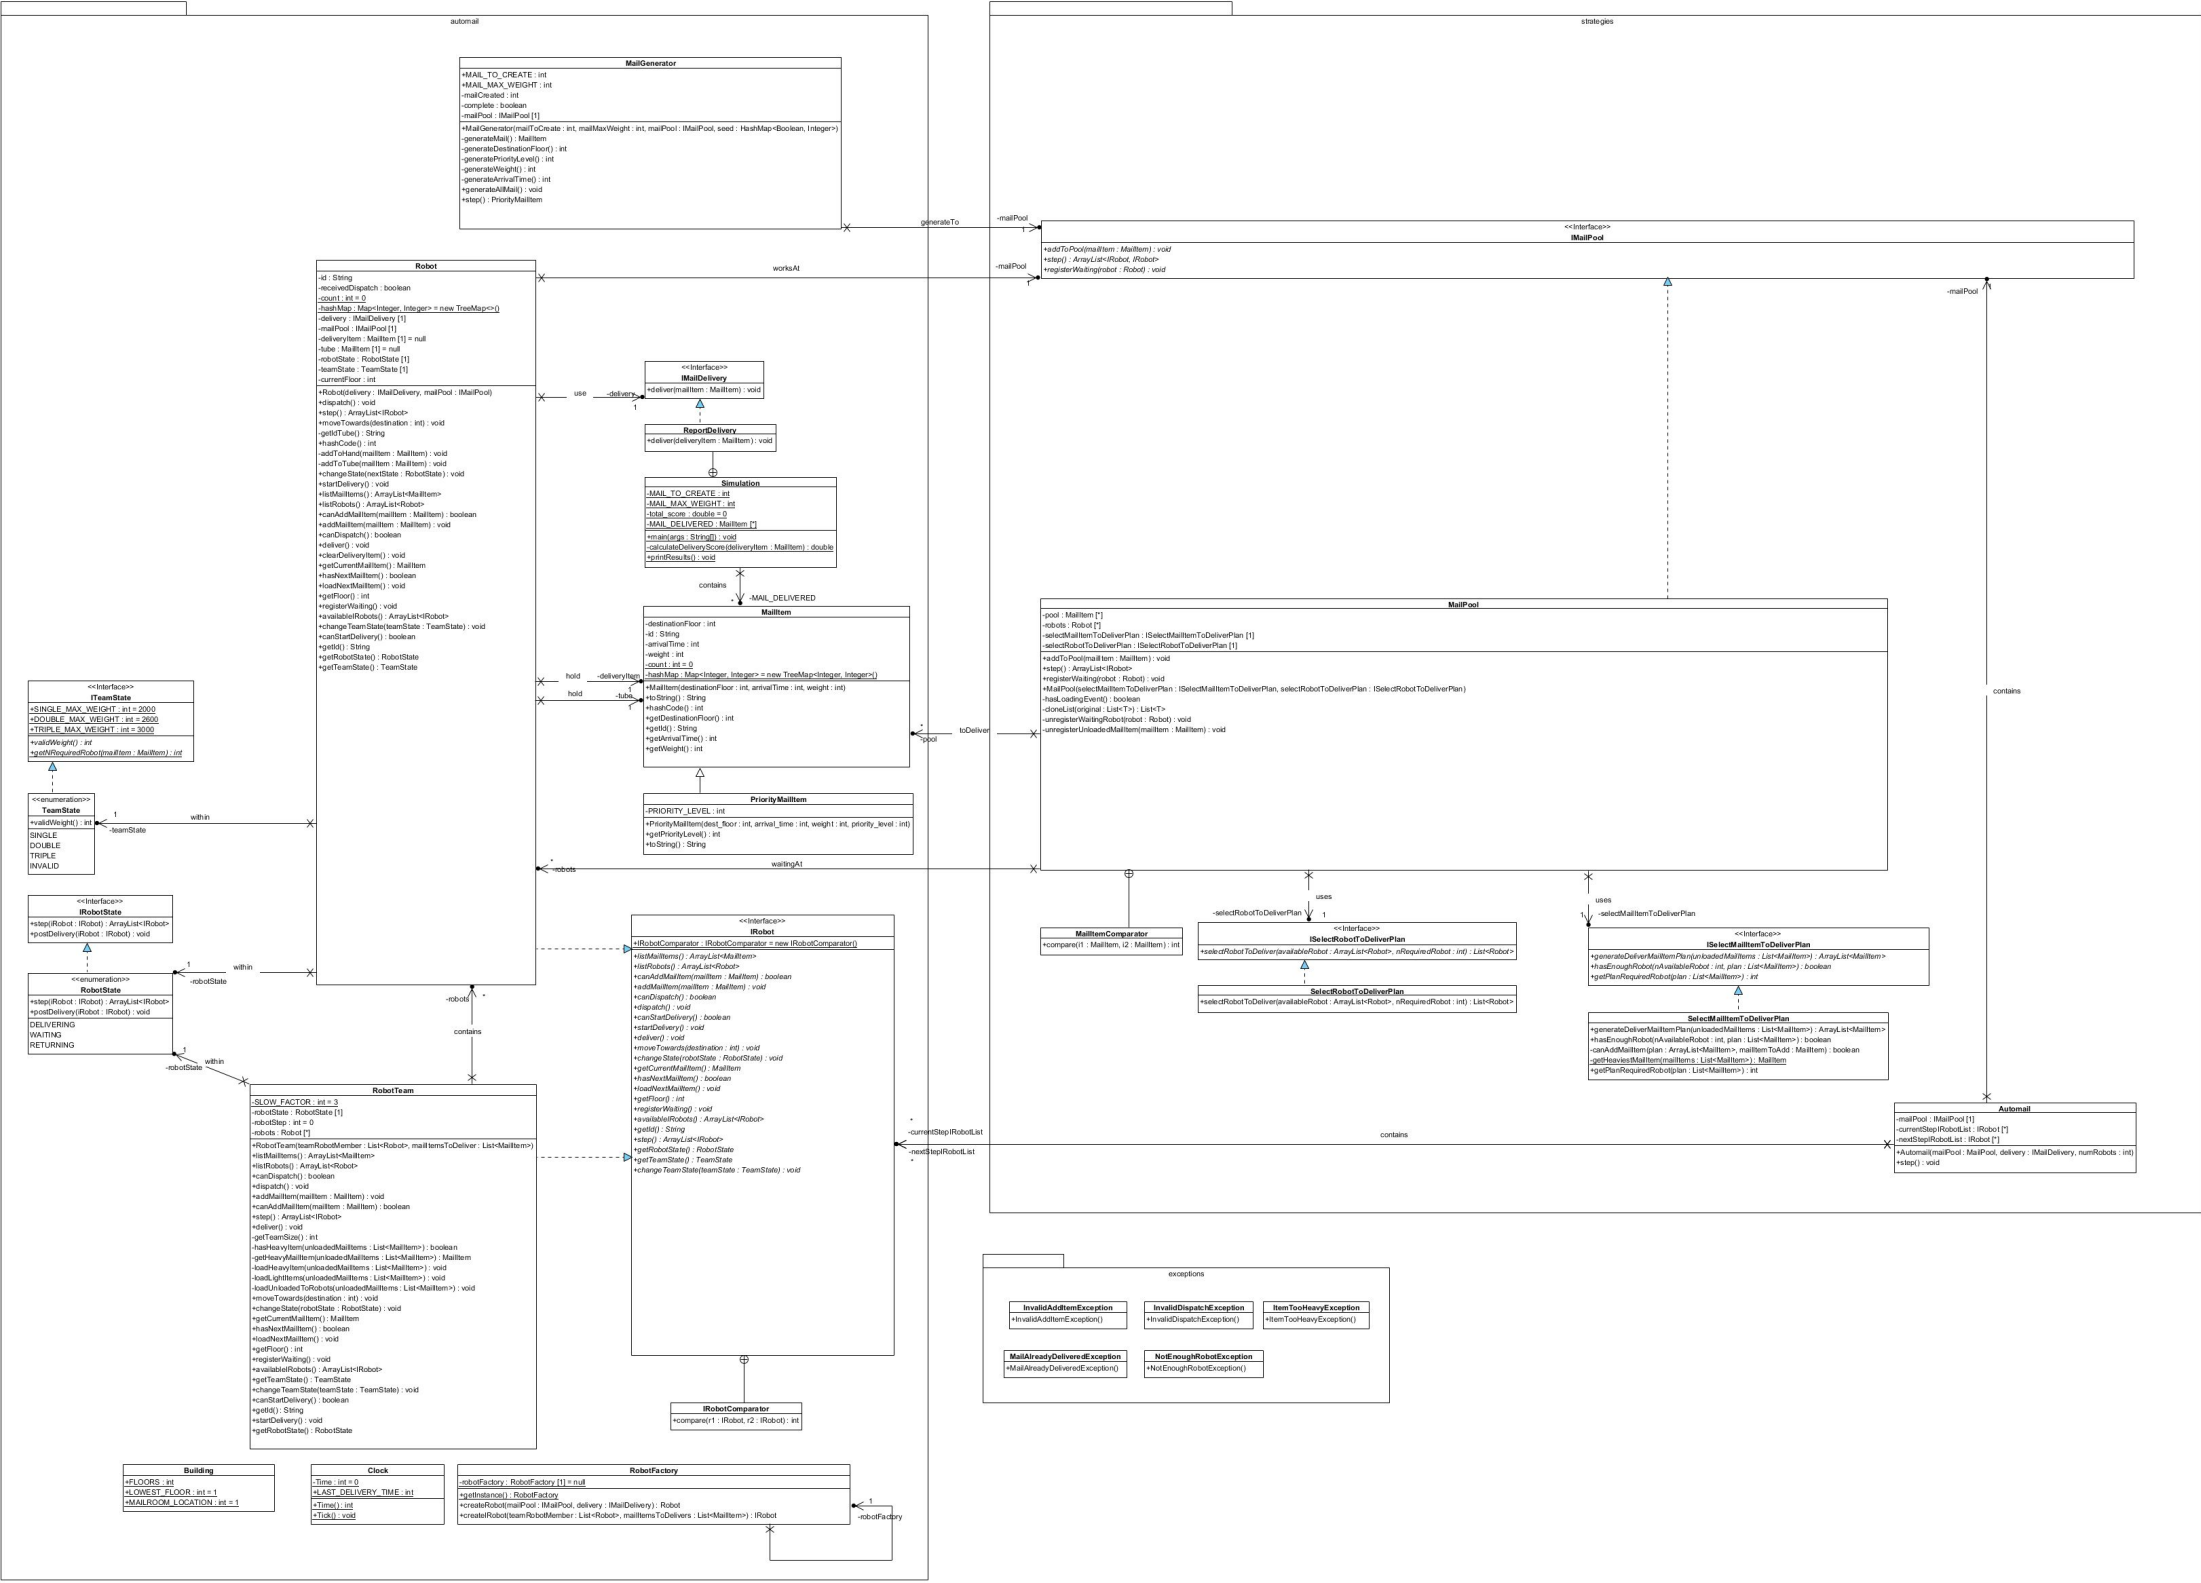 automail
MailGenerator
+MAIL_TO_CREATE : int
+MAIL_MAX_WEIGHT : int
-mailCreated : int
-complete : boolean
-mailPool : IMailPool [1]
+MailGenerator(mailToCreate : int, mailMaxWeight : int, mailPool : IMailPool, seed : HashMap<Boolean, Integer>)
-generateMail() : MailItem
-generateDestinationFloor() : int
-generatePriorityLevel() : int
-generateWeight() : int
-generateArrivalTime() : int
+generateAllMail() : void
+step() : PriorityMailItem
generateTo
-mailPool
1
Robot
-id : String
-receivedDispatch : boolean
-count : int = 0
-hashMap : Map<Integer, Integer> = new TreeMap<>()
-delivery : IMailDelivery [1]
-mailPool : IMailPool [1]
-deliveryItem : MailItem [1] = null
-tube : MailItem [1] = null
-robotState : RobotState [1]
-teamState : TeamState [1]
-currentFloor : int
+Robot(delivery : IMailDelivery, mailPool : IMailPool)
+dispatch() : void
+step() : ArrayList<IRobot>
+moveTowards(destination : int) : void
-getIdTube() : String
+hashCode() : int
-addToHand(mailItem : MailItem) : void
-addToTube(mailItem : MailItem) : void
+changeState(nextState : RobotState) : void
+startDelivery() : void
+listMailItems() : ArrayList<MailItem>
+listRobots() : ArrayList<Robot>
+canAddMailItem(mailItem : MailItem) : boolean
+addMailItem(mailItem : MailItem) : void
+canDispatch() : boolean
+deliver() : void
+clearDeliveryItem() : void
+getCurrentMailItem() : MailItem
+hasNextMailItem() : boolean
+loadNextMailItem() : void
+getFloor() : int
+registerWaiting() : void
+availableIRobots() : ArrayList<IRobot>
+changeTeamState(teamState : TeamState) : void
+canStartDelivery() : boolean
+getId() : String
+getRobotState() : RobotState
+getTeamState() : TeamState
worksAt
-mailPool
1
<<Interface>>
IMailDelivery
+deliver(mailItem : MailItem) : void
use
-delivery
1
ReportDelivery
+deliver(deliveryItem : MailItem) : void
Simulation
-MAIL_TO_CREATE : int
-MAIL_MAX_WEIGHT : int
-total_score : double = 0
-MAIL_DELIVERED : MailItem [*]
+main(args : String[]) : void
-calculateDeliveryScore(deliveryItem : MailItem) : double
+printResults() : void
contains
*
-MAIL_DELIVERED
MailItem
-destinationFloor : int
-id : String
-arrivalTime : int
-weight : int
-count : int = 0
-hashMap : Map<Integer, Integer> = new TreeMap<Integer, Integer>()
+MailItem(destinationFloor : int, arrivalTime : int, weight : int)
+toString() : String
+hashCode() : int
+getDestinationFloor() : int
+getId() : String
+getArrivalTime() : int
+getWeight() : int
hold
-deliveryItem
1
hold
-tube
1
PriorityMailItem
-PRIORITY_LEVEL : int
+PriorityMailItem(dest_floor : int, arrival_time : int, weight : int, priority_level : int)
+getPriorityLevel() : int
+toString() : String
<<Interface>>
ITeamState
+SINGLE_MAX_WEIGHT : int = 2000
+DOUBLE_MAX_WEIGHT : int = 2600
+TRIPLE_MAX_WEIGHT : int = 3000
+validWeight() : int
+getNRequiredRobot(mailItem : MailItem) : int
<<enumeration>>
TeamState
+validWeight() : int
SINGLE
DOUBLE
TRIPLE
INVALID
1
-teamState
within
<<Interface>>
IRobotState
+step(iRobot : IRobot) : ArrayList<IRobot>
+postDelivery(iRobot : IRobot) : void
<<enumeration>>
RobotState
+step(iRobot : IRobot) : ArrayList<IRobot>
+postDelivery(iRobot : IRobot) : void
DELIVERING
WAITING
RETURNING
1
-robotState
within
1
-robotState
within
-robots
*
contains
RobotTeam
-SLOW_FACTOR : int = 3
-robotState : RobotState [1]
-robotStep : int = 0
-robots : Robot [*]
+RobotTeam(teamRobotMember : List<Robot>, mailItemsToDeliver : List<MailItem>)
+listMailItems() : ArrayList<MailItem>
+listRobots() : ArrayList<Robot>
+canDispatch() : boolean
+dispatch() : void
+addMailItem(mailItem : MailItem) : void
+canAddMailItem(mailItem : MailItem) : boolean
+step() : ArrayList<IRobot>
+deliver() : void
-getTeamSize() : int
-hasHeavyItem(unloadedMailItems : List<MailItem>) : boolean
-getHeavyMailItem(unloadedMailItems : List<MailItem>) : MailItem
-loadHeavyItem(unloadedMailItems : List<MailItem>) : void
-loadLightItems(unloadedMailItems : List<MailItem>) : void
-loadUnloadedToRobots(unloadedMailItems : List<MailItem>) : void
+moveTowards(destination : int) : void
+changeState(robotState : RobotState) : void
+getCurrentMailItem() : MailItem
+hasNextMailItem() : boolean
+loadNextMailItem() : void
+getFloor() : int
+registerWaiting() : void
+availableIRobots() : ArrayList<IRobot>
+getTeamState() : TeamState
+changeTeamState(teamState : TeamState) : void
+canStartDelivery() : boolean
+getId() : String
+startDelivery() : void
+getRobotState() : RobotState
<<Interface>>
IRobot
+IRobotComparator : IRobotComparator = new IRobotComparator()
+listMailItems() : ArrayList<MailItem>
+listRobots() : ArrayList<Robot>
+canAddMailItem(mailItem : MailItem) : boolean
+addMailItem(mailItem : MailItem) : void
+canDispatch() : boolean
+dispatch() : void
+canStartDelivery() : boolean
+startDelivery() : void
+deliver() : void
+moveTowards(destination : int) : void
+changeState(robotState : RobotState) : void
+getCurrentMailItem() : MailItem
+hasNextMailItem() : boolean
+loadNextMailItem() : void
+getFloor() : int
+registerWaiting() : void
+availableIRobots() : ArrayList<IRobot>
+getId() : String
+step() : ArrayList<IRobot>
+getRobotState() : RobotState
+getTeamState() : TeamState
+changeTeamState(teamState : TeamState) : void
IRobotComparator
+compare(r1 : IRobot, r2 : IRobot) : int
Building
+FLOORS : int
+LOWEST_FLOOR : int = 1
+MAILROOM_LOCATION : int = 1
Clock
-Time : int = 0
+LAST_DELIVERY_TIME : int
+Time() : int
+Tick() : void
RobotFactory
-robotFactory : RobotFactory [1] = null
+getInstance() : RobotFactory
+createRobot(mailPool : IMailPool, delivery : IMailDelivery) : Robot
+createIRobot(teamRobotMember : List<Robot>, mailItemsToDelivers : List<MailItem>) : IRobot
1
-robotFactory
strategies
<<Interface>>
IMailPool
+addToPool(mailItem : MailItem) : void
+step() : ArrayList<IRobot, IRobot>
+registerWaiting(robot : Robot) : void
-mailPool
1
contains
MailPool
-pool : MailItem [*]
-robots : Robot [*]
-selectMailItemToDeliverPlan : ISelectMailItemToDeliverPlan [1]
-selectRobotToDeliverPlan : ISelectRobotToDeliverPlan [1]
+addToPool(mailItem : MailItem) : void
+step() : ArrayList<IRobot>
+registerWaiting(robot : Robot) : void
+MailPool(selectMailItemToDeliverPlan : ISelectMailItemToDeliverPlan, selectRobotToDeliverPlan : ISelectRobotToDeliverPlan)
-hasLoadingEvent() : boolean
-cloneList(original : List<T>) : List<T>
-unregisterWaitingRobot(robot : Robot) : void
-unregisterUnloadedMailItem(mailItem : MailItem) : void
*
-pool
toDeliver
*
-robots
waitingAt
MailItemComparator
+compare(i1 : MailItem, i2 : MailItem) : int
uses
-selectRobotToDeliverPlan
1
<<Interface>>
ISelectRobotToDeliverPlan
+selectRobotToDeliver(availableRobot : ArrayList<Robot>, nRequiredRobot : int) : List<Robot>
SelectRobotToDeliverPlan
+selectRobotToDeliver(availableRobot : ArrayList<Robot>, nRequiredRobot : int) : List<Robot>
uses
1
-selectMailItemToDeliverPlan
<<Interface>>
ISelectMailItemToDeliverPlan
+generateDeliverMailItemPlan(unloadedMailItems : List<MailItem>) : ArrayList<MailItem>
+hasEnoughRobot(nAvailableRobot : int, plan : List<MailItem>) : boolean
+getPlanRequiredRobot(plan : List<MailItem>) : int
SelectMailItemToDeliverPlan
+generateDeliverMailItemPlan(unloadedMailItems : List<MailItem>) : ArrayList<MailItem>
+hasEnoughRobot(nAvailableRobot : int, plan : List<MailItem>) : boolean
-canAddMailItem(plan : ArrayList<MailItem>, mailItemToAdd : MailItem) : boolean
-getHeaviestMailItem(mailItems : List<MailItem>) : MailItem
+getPlanRequiredRobot(plan : List<MailItem>) : int
Automail
-mailPool : IMailPool [1]
-currentStepIRobotList : IRobot [*]
-nextStepIRobotList : IRobot [*]
+Automail(mailPool : MailPool, delivery : IMailDelivery, numRobots : int)
+step() : void
*
-currentStepIRobotList
contains
-nextStepIRobotList
*
exceptions
InvalidAddItemException
+InvalidAddItemException()
InvalidDispatchException
+InvalidDispatchException()
ItemTooHeavyException
+ItemTooHeavyException()
MailAlreadyDeliveredException
+MailAlreadyDeliveredException()
NotEnoughRobotException
+NotEnoughRobotException()